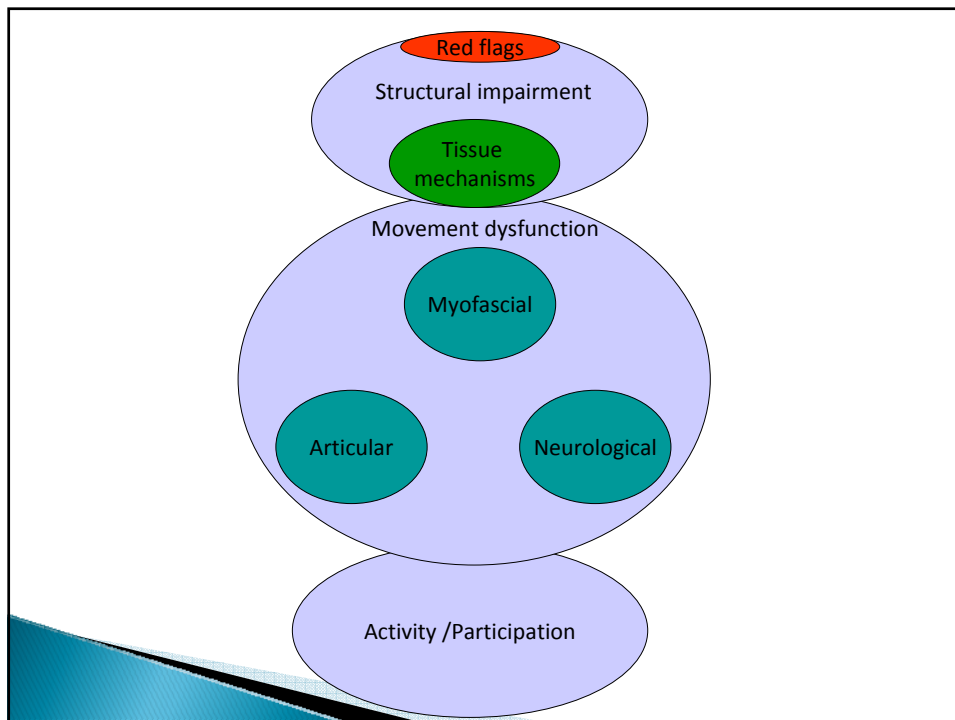 Red flags
Structural impairment
Tissue
mechanisms
Movement dysfunction
Myofascial
Articular
Neurological
Activity /Participation